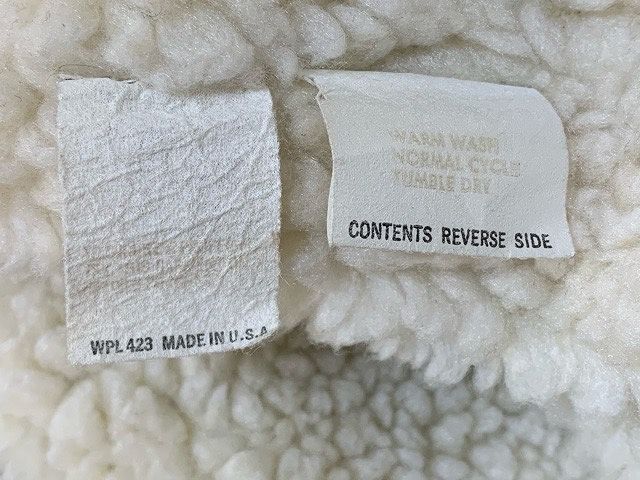 WPL 423 MADE IN U.S.A
WARM WASH
NORMAL CYCLE
TUMBLE DRY
CONTENTS REVERSE SIDE